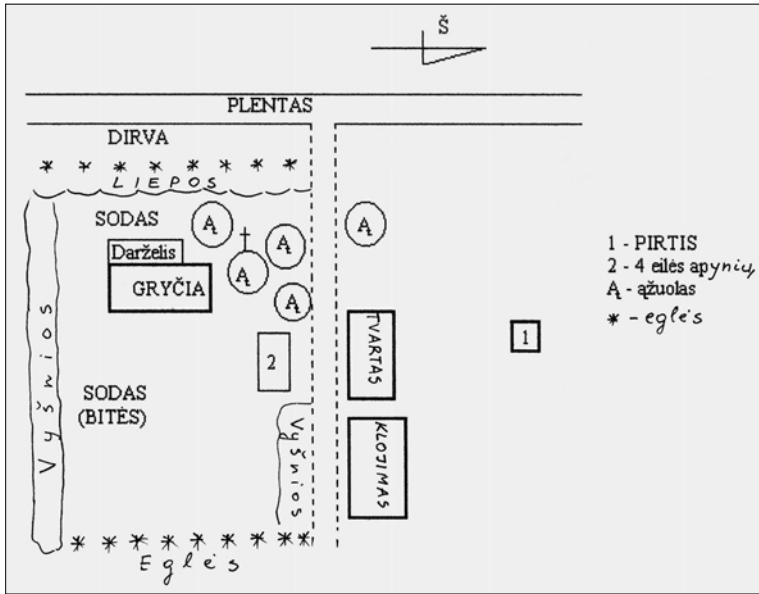 Š
PLENTAS
DIRVA
LIEPOS
SODAS
Ą
Ą
Ą
Ą
Ą
Darželis
GRYČIA
1 - PIRTIS
2 - 4 eilės apynių
Ą - ąžuolas
* - eglės
Vyšnios
2
TVARTAS
1
SODAS
(BITĖS)
Vyšnios
KLOJIMAS
Eglės